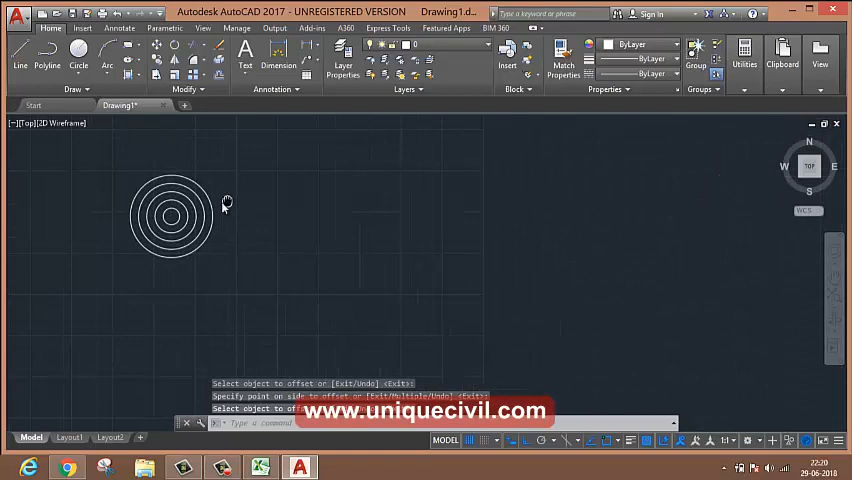 Autodesk AutoCAD 2017 - UNREGISTERED VERSION Drawing1.d... Type a keyword or phrase Sign In
Home Insert Annotate Parametric View Manage Output Add-ins A360 Express Tools Featured Apps BIM 360
Line Polyline Circle Arc Text Dimension Layer Properties 0 Insert Match Properties ByLayer ByLayer ByLayer Group Utilities Clipboard View
Draw Modify Annotation Layers Block Properties Groups
Start Drawing1*
[−][Top][2D Wireframe]
N
W TOP E
S
WCS
Select object to offset or [Exit/Undo] <Exit>:
Specify point on side to offset or [Exit/Multiple/Undo] <Exit>:
Select object to
www.uniquecivil.com
Type a command
Model Layout1 Layout2 + MODEL 1:1
22:20
29-06-2018